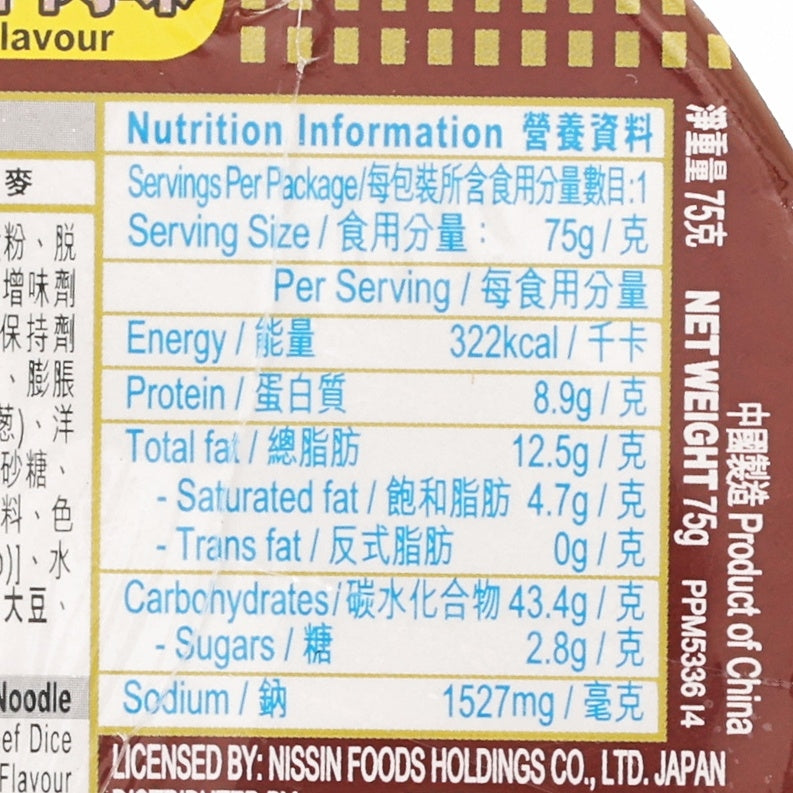 lavour
Nutrition Information 營養資料
Servings Per Package/每包裝所含食用分量數目:1
Serving Size / 食用分量: 75g / 克
Per Serving / 每食用分量
Energy / 能量 322kcal / 千卡
Protein / 蛋白質 8.9g / 克
Total fat / 總脂肪 12.5g / 克
- Saturated fat / 飽和脂肪 4.7g / 克
- Trans fat / 反式脂肪 0g / 克
Carbohydrates/碳水化合物 43.4g / 克
- Sugars / 糖 2.8g / 克
Sodium / 鈉 1527mg / 毫克
LICENSED BY: NISSIN FOODS HOLDINGS CO., LTD. JAPAN
麥
粉、脱
增味劑
保持劑
、膨脹
葱)、洋
砂糖、
料、色
)]、水
大豆、
Noodle
ef Dice
Flavour
淨重量 75克 NET WEIGHT 75g PPM5336 I4
中國製造 Product of China